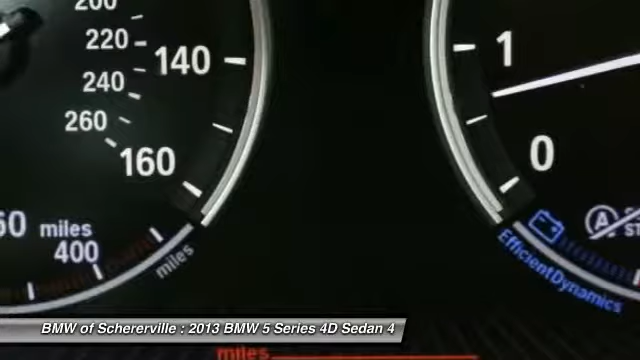 200
220
140
1
240
260
160
0
miles
400
miles
A
EfficientDynamics
BMW of Schererville : 2013 BMW 5 Series 4D Sedan 4
miles